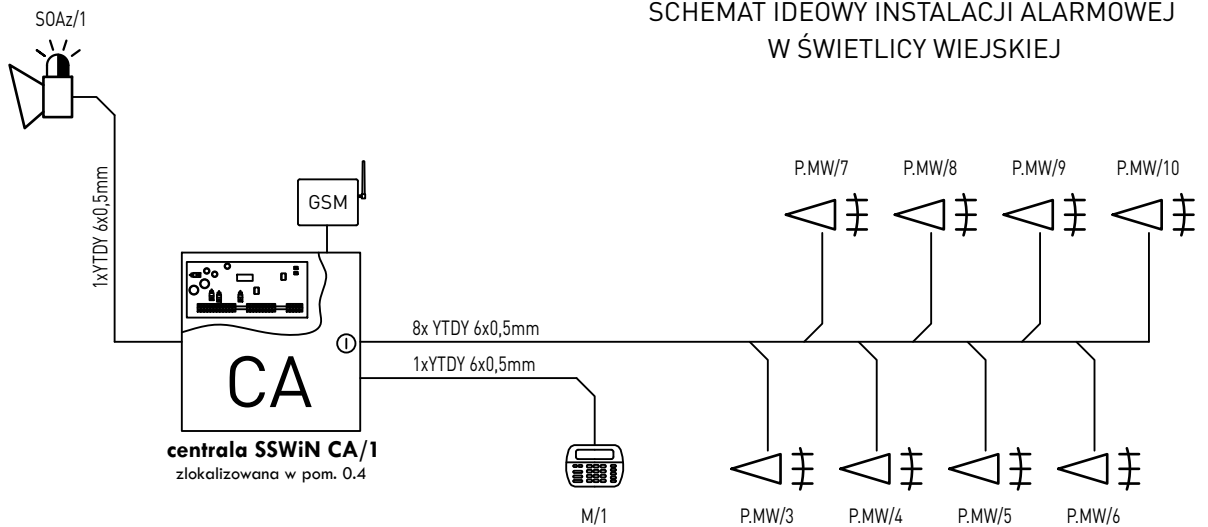 SCHEMAT IDEOWY INSTALACJI ALARMOWEJ
W ŚWIETLICY WIEJSKIEJ
SOAz/1
1xYTDY 6x0,5mm
GSM
CA
centrala SSWiN CA/1
zlokalizowana w pom. 0.4
8x YTDY 6x0,5mm
1xYTDY 6x0,5mm
M/1
P.MW/7
P.MW/8
P.MW/9
P.MW/10
P.MW/3
P.MW/4
P.MW/5
P.MW/6